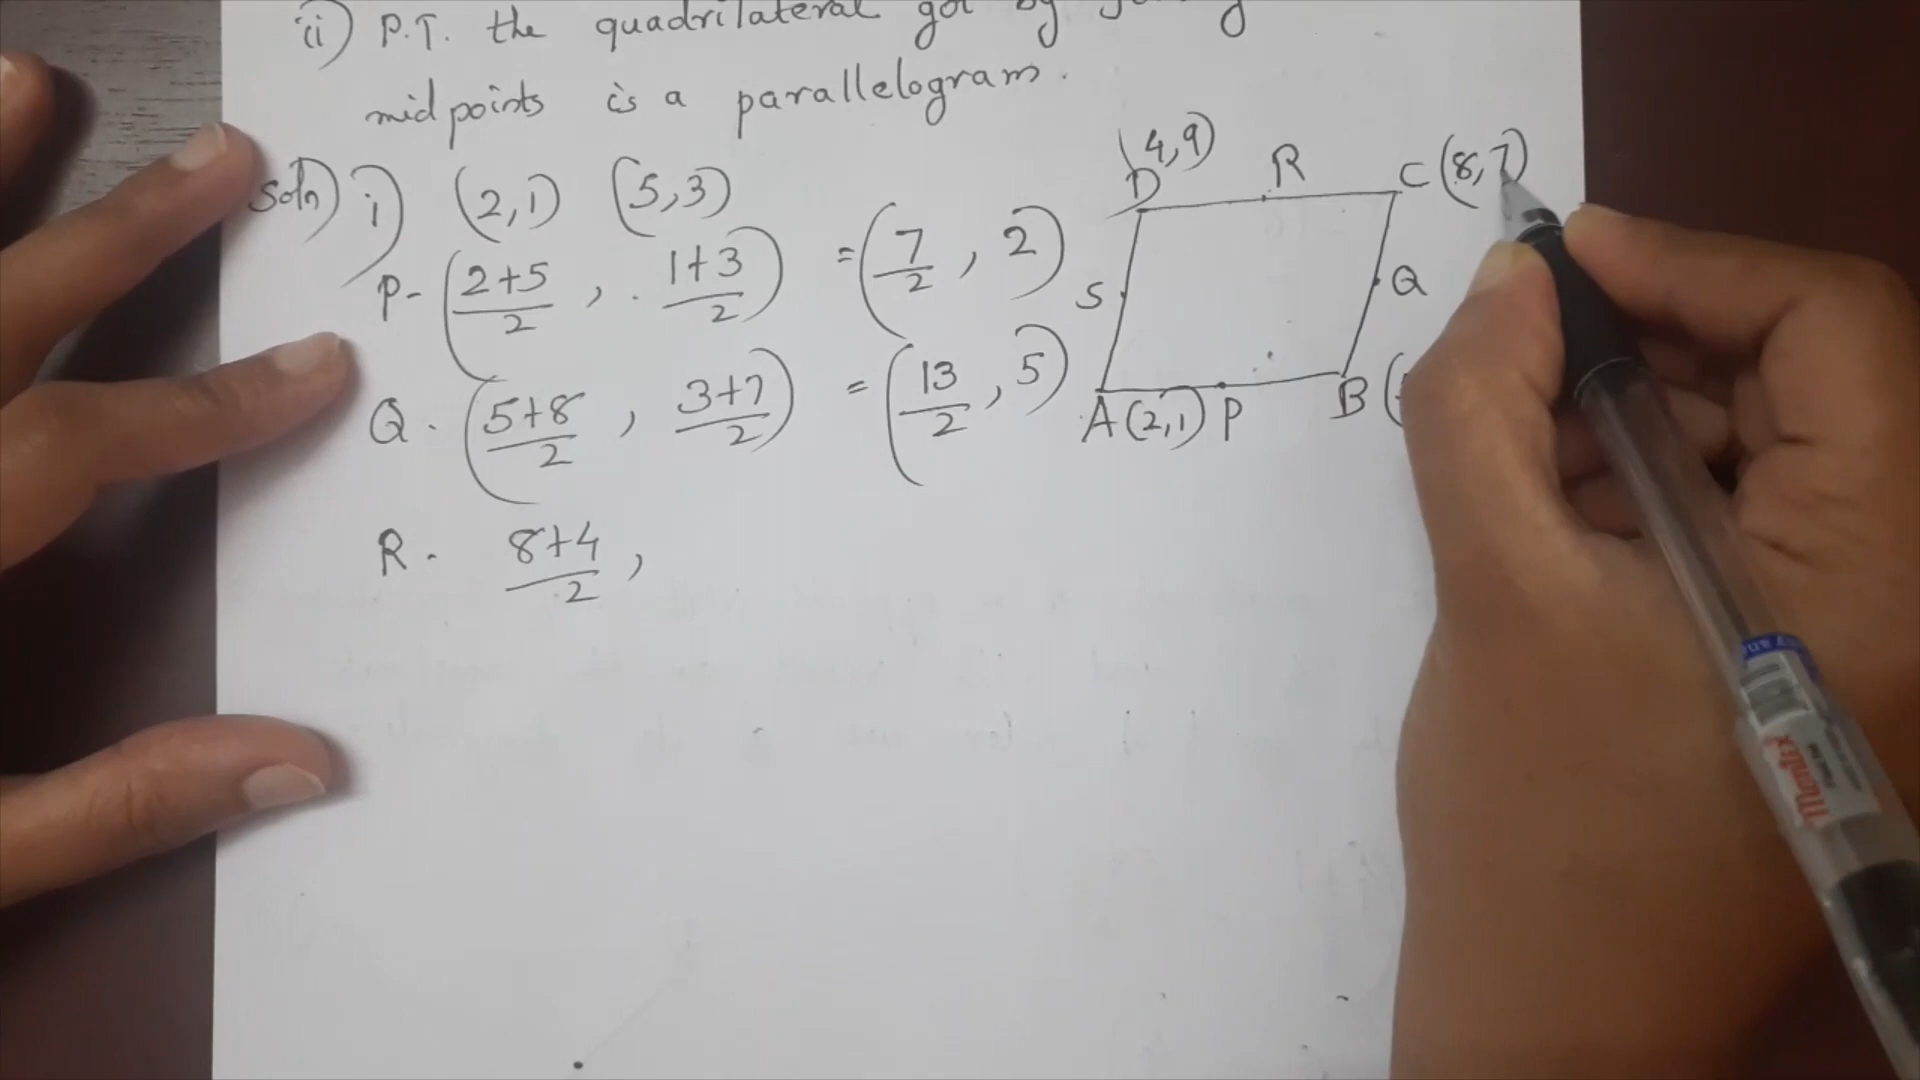 ii) P.T. the quadrilateral got by
midpoints is a parallelogram.
Soln) i) (2,1) (5,3)
P- (2+5/2, 1+3/2) = (7/2, 2)
Q. (5+8/2, 3+7/2) = (13/2, 5)
R. 8+4/2,
(4,9)
D R C (8,7)
S Q
A(2,1) P B (
Montex